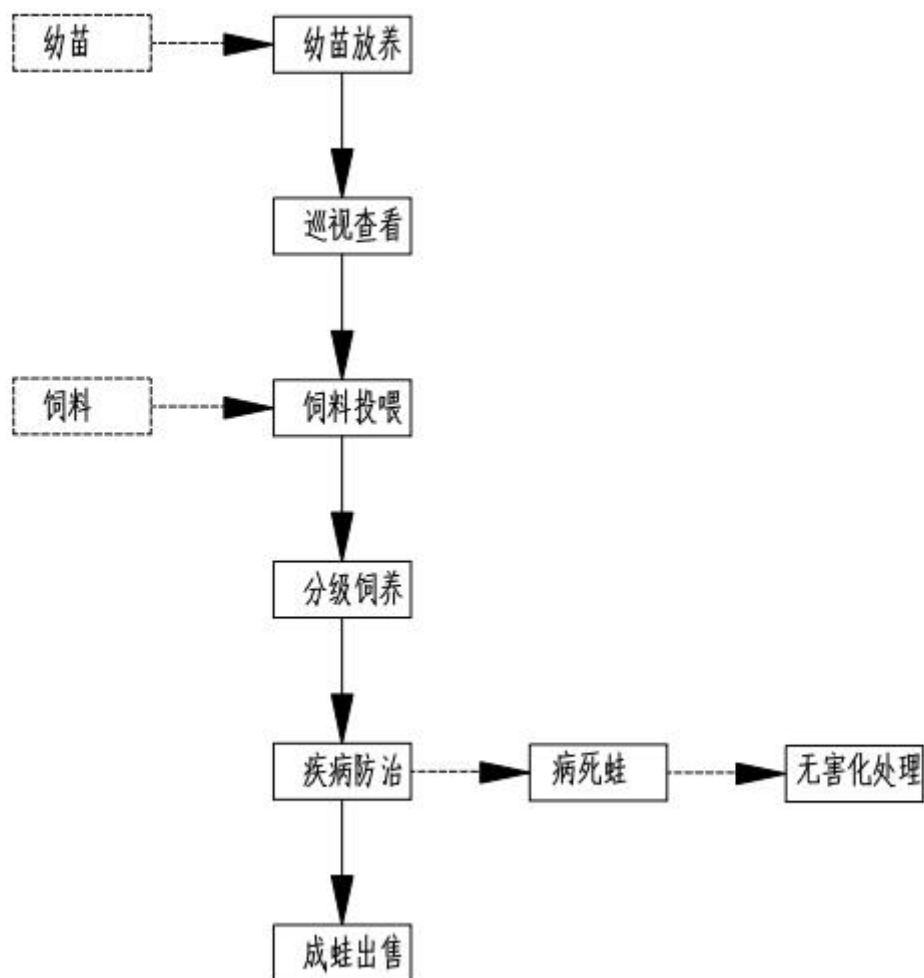 幼苗
幼苗放养
巡视查看
饲料
饲料投喂
分级饲养
疾病防治
病死蛙
无害化处理
成蛙出售